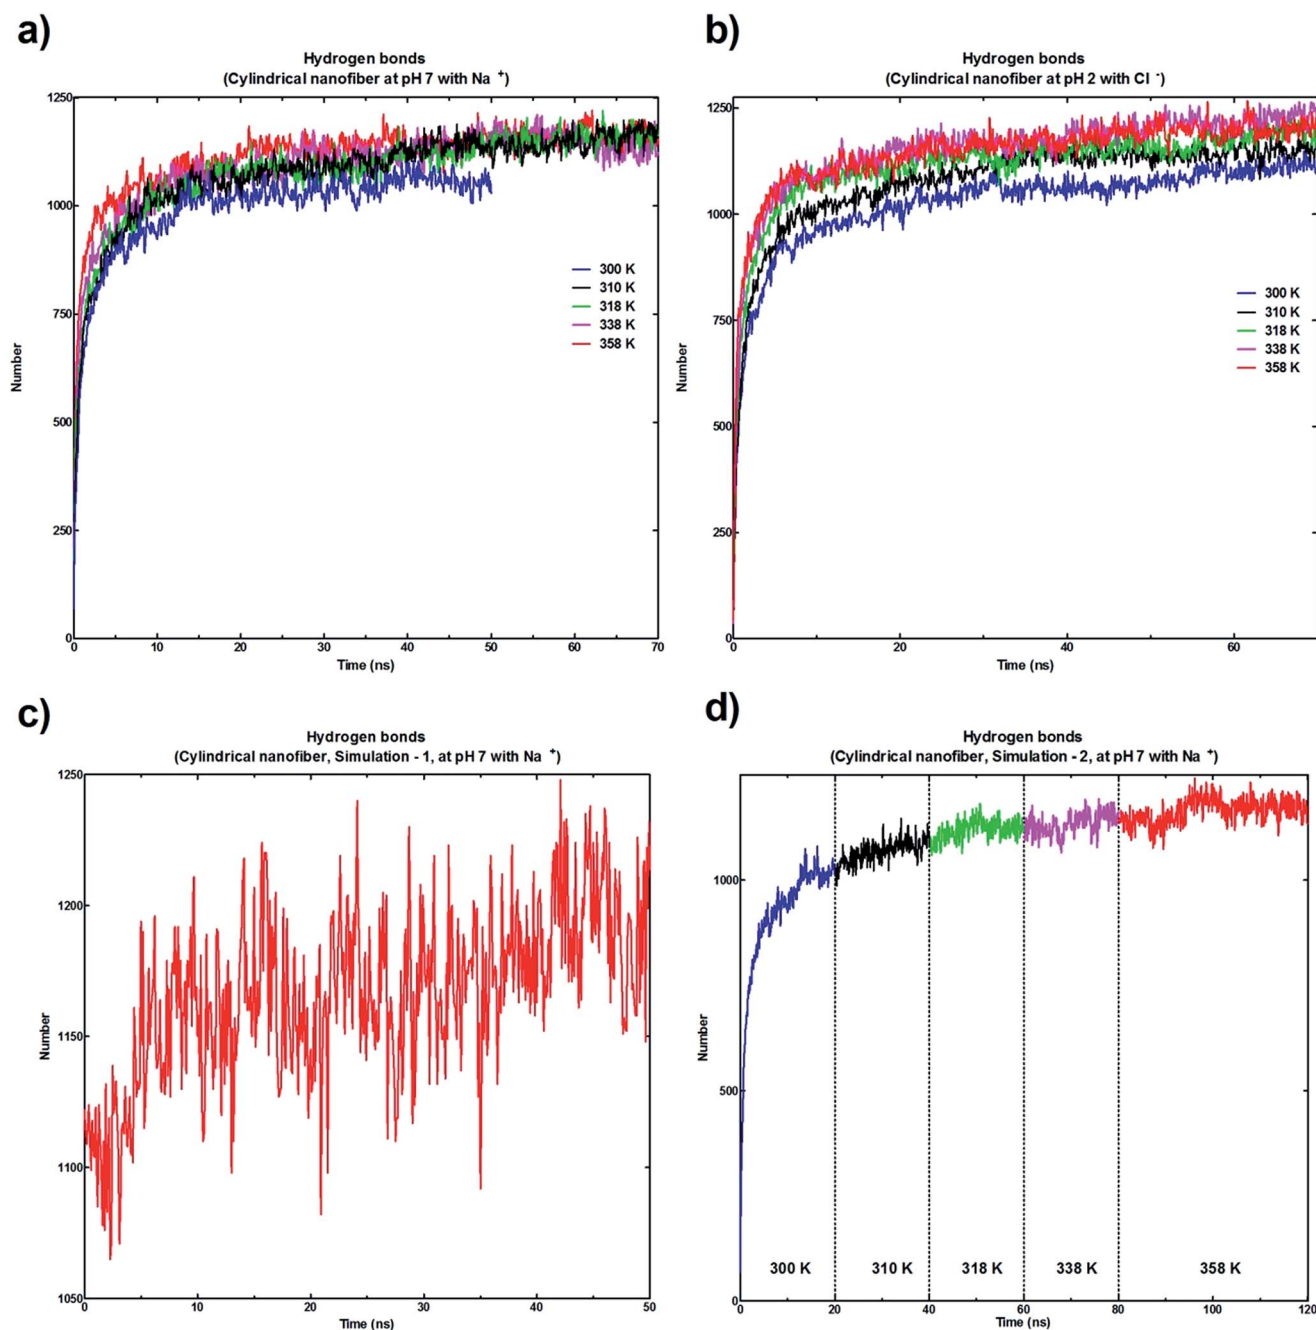 a)
Hydrogen bonds
(Cylindrical nanofiber at pH 7 with Na +)
1250
1000
750
500
250
0
Number
300 K
310 K
318 K
338 K
358 K
0 10 20 30 40 50 60 70
Time (ns)
b)
Hydrogen bonds
(Cylindrical nanofiber at pH 2 with Cl -)
1250
1000
750
500
250
0
Number
300 K
310 K
318 K
338 K
358 K
0 20 40 60
Time (ns)
c)
Hydrogen bonds
(Cylindrical nanofiber, Simulation - 1, at pH 7 with Na +)
1250
1200
1150
1100
1050
Number
0 10 20 30 40 50
Time (ns)
d)
Hydrogen bonds
(Cylindrical nanofiber, Simulation - 2, at pH 7 with Na +)
1000
500
0
Number
300 K 310 K 318 K 338 K 358 K
0 20 40 60 80 100 120
Time (ns)